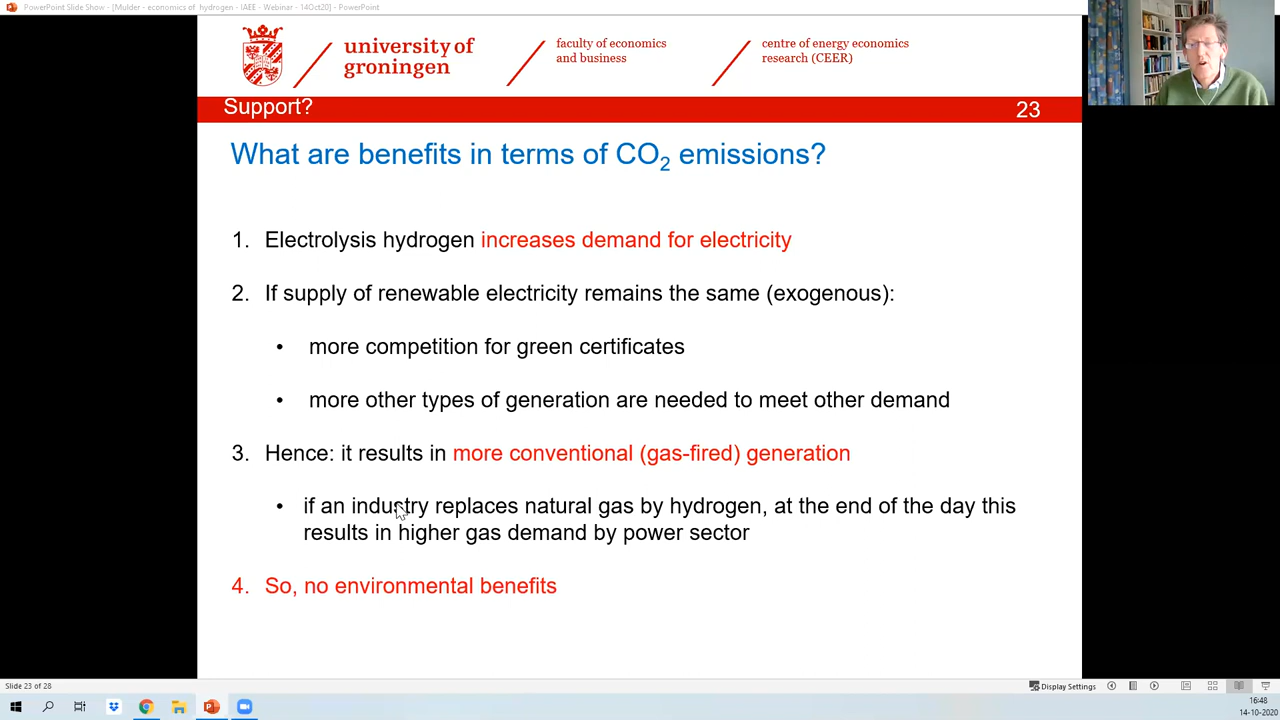 PowerPoint Slide Show - [Mulder - economics of hydrogen - IAEE - Webinar - 14Oct20] - PowerPoint
university of
groningen
faculty of economics
and business
centre of energy economics
research (CEER)
Support?
23
What are benefits in terms of CO2 emissions?
1. Electrolysis hydrogen increases demand for electricity
2. If supply of renewable electricity remains the same (exogenous):
• more competition for green certificates
• more other types of generation are needed to meet other demand
3. Hence: it results in more conventional (gas-fired) generation
• if an industry replaces natural gas by hydrogen, at the end of the day this
results in higher gas demand by power sector
4. So, no environmental benefits
Slide 23 of 28
Display Settings
16:48
14-10-2020